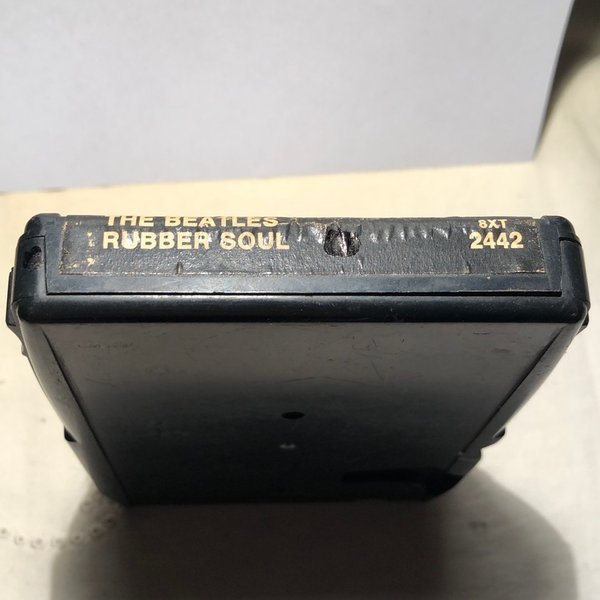 THE BEATLES
RUBBER SOUL
8XT
2442